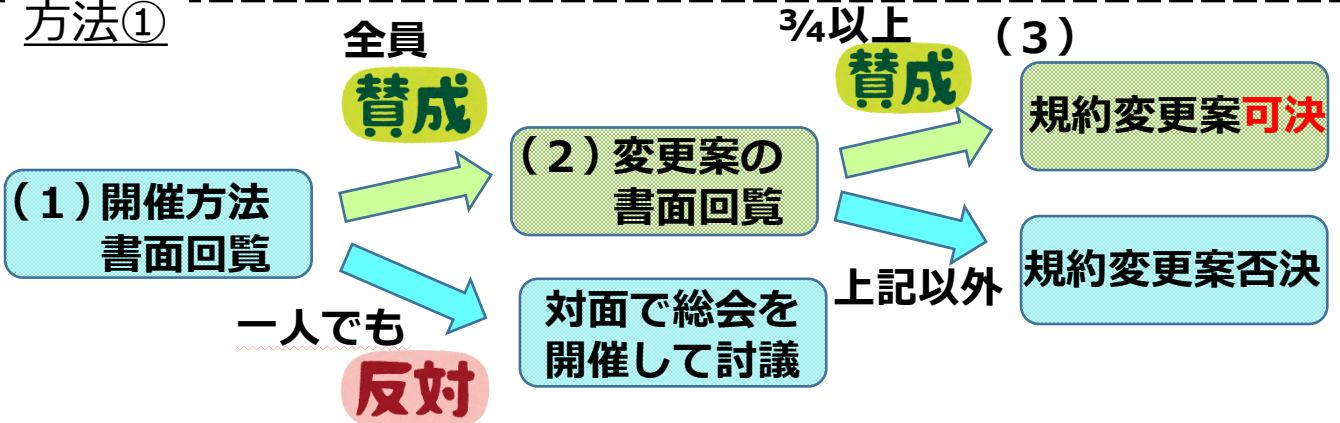 方法①
全員
賛成
¾以上
賛成
（３）
規約変更案可決
（１）開催方法
書面回覧
（２）変更案の
書面回覧
規約変更案否決
上記以外
対面で総会を
開催して討議
一人でも
反対